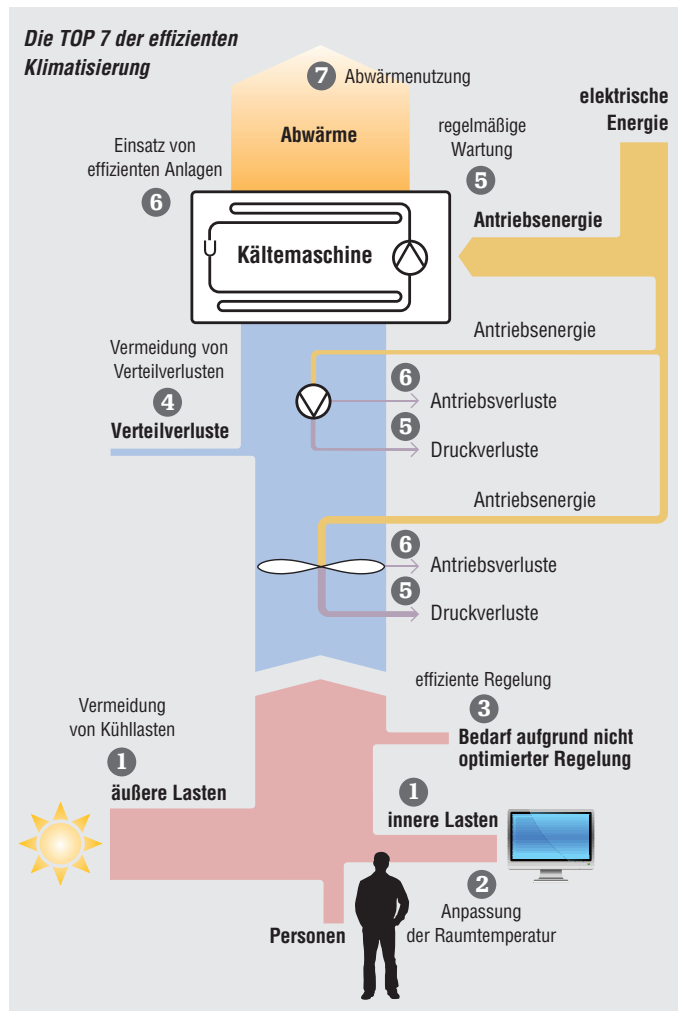 Die TOP 7 der effizienten
Klimatisierung
7 Abwärmenutzung
elektrische
Energie
Abwärme
Einsatz von
effizienten Anlagen
6
regelmäßige
Wartung
5
Antriebsenergie
Kältemaschine
Antriebsenergie
Vermeidung von
Verteilverlusten
4
Verteilverluste
6
Antriebsverluste
5
Druckverluste
Antriebsenergie
6
Antriebsverluste
5
Druckverluste
effiziente Regelung
3
Bedarf aufgrund nicht
optimierter Regelung
Vermeidung
von Kühllasten
1
äußere Lasten
1
innere Lasten
2
Anpassung
der Raumtemperatur
Personen